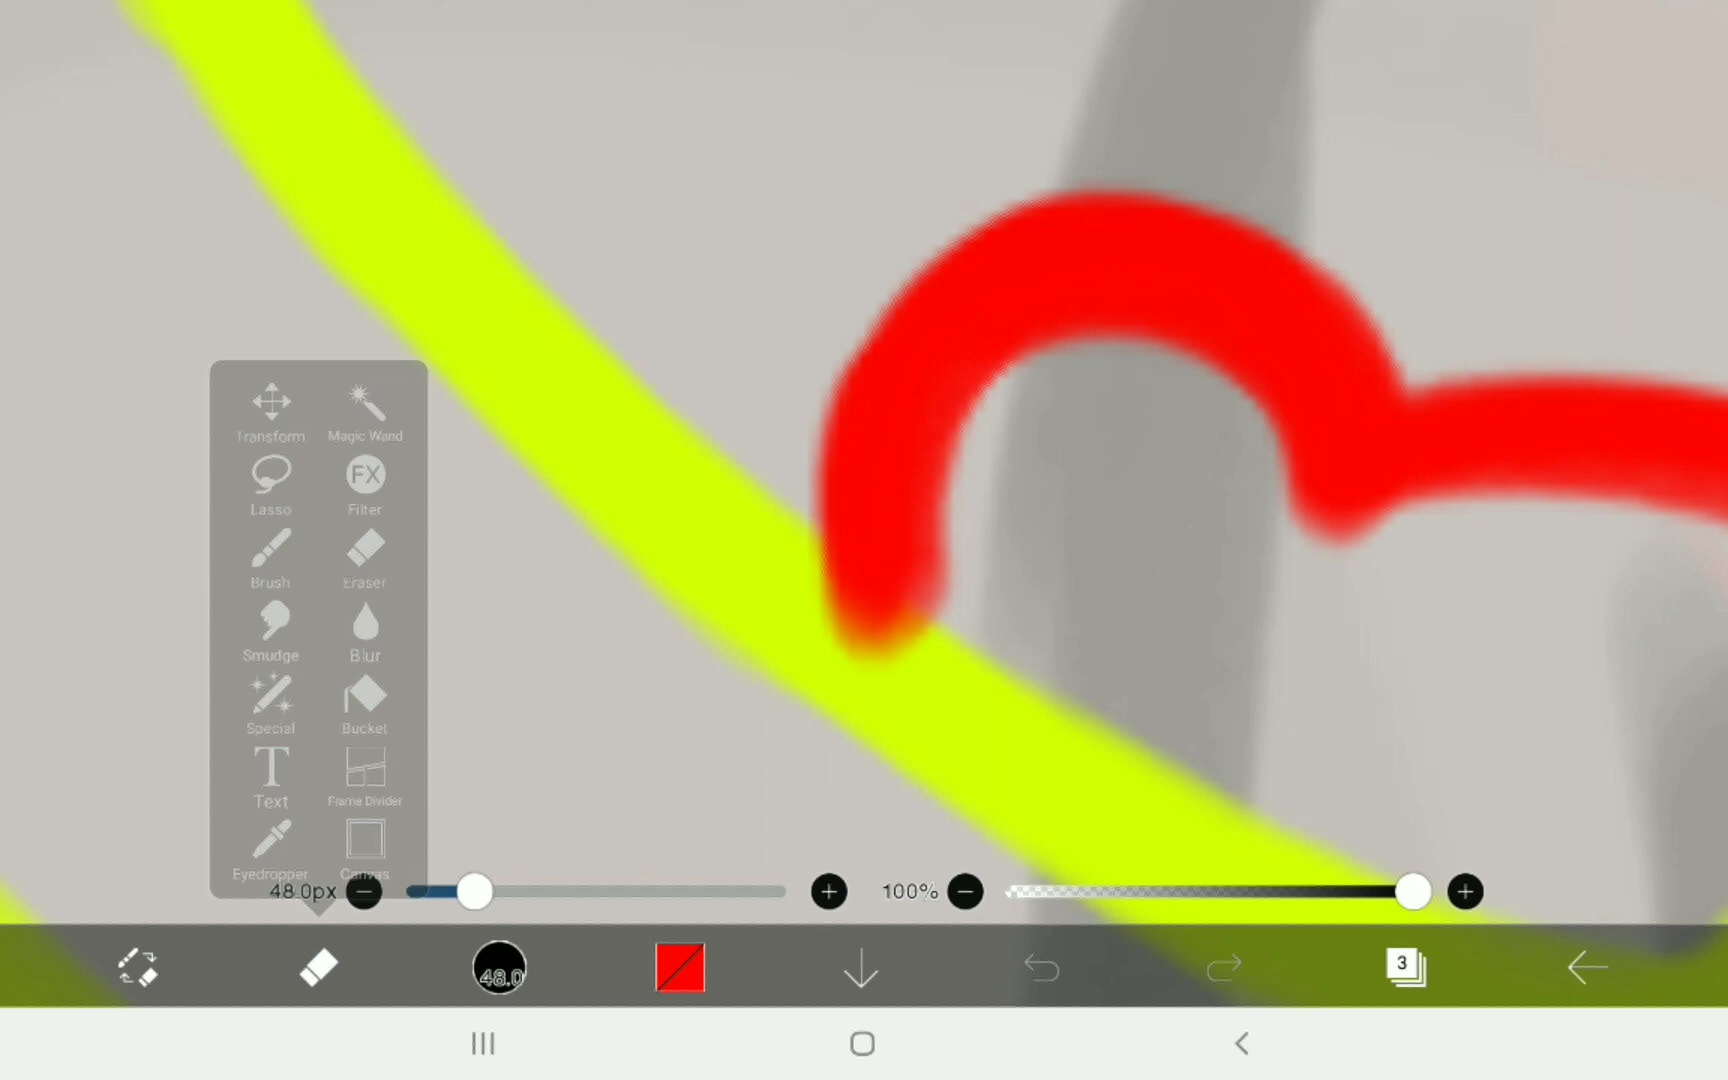 Transform Magic Wand
FX
Lasso Filter
Brush Eraser
Smudge Blur
Special Bucket
T
Text Frame Divider
Eyedropper Canvas
48.0px 100%
48.0 3